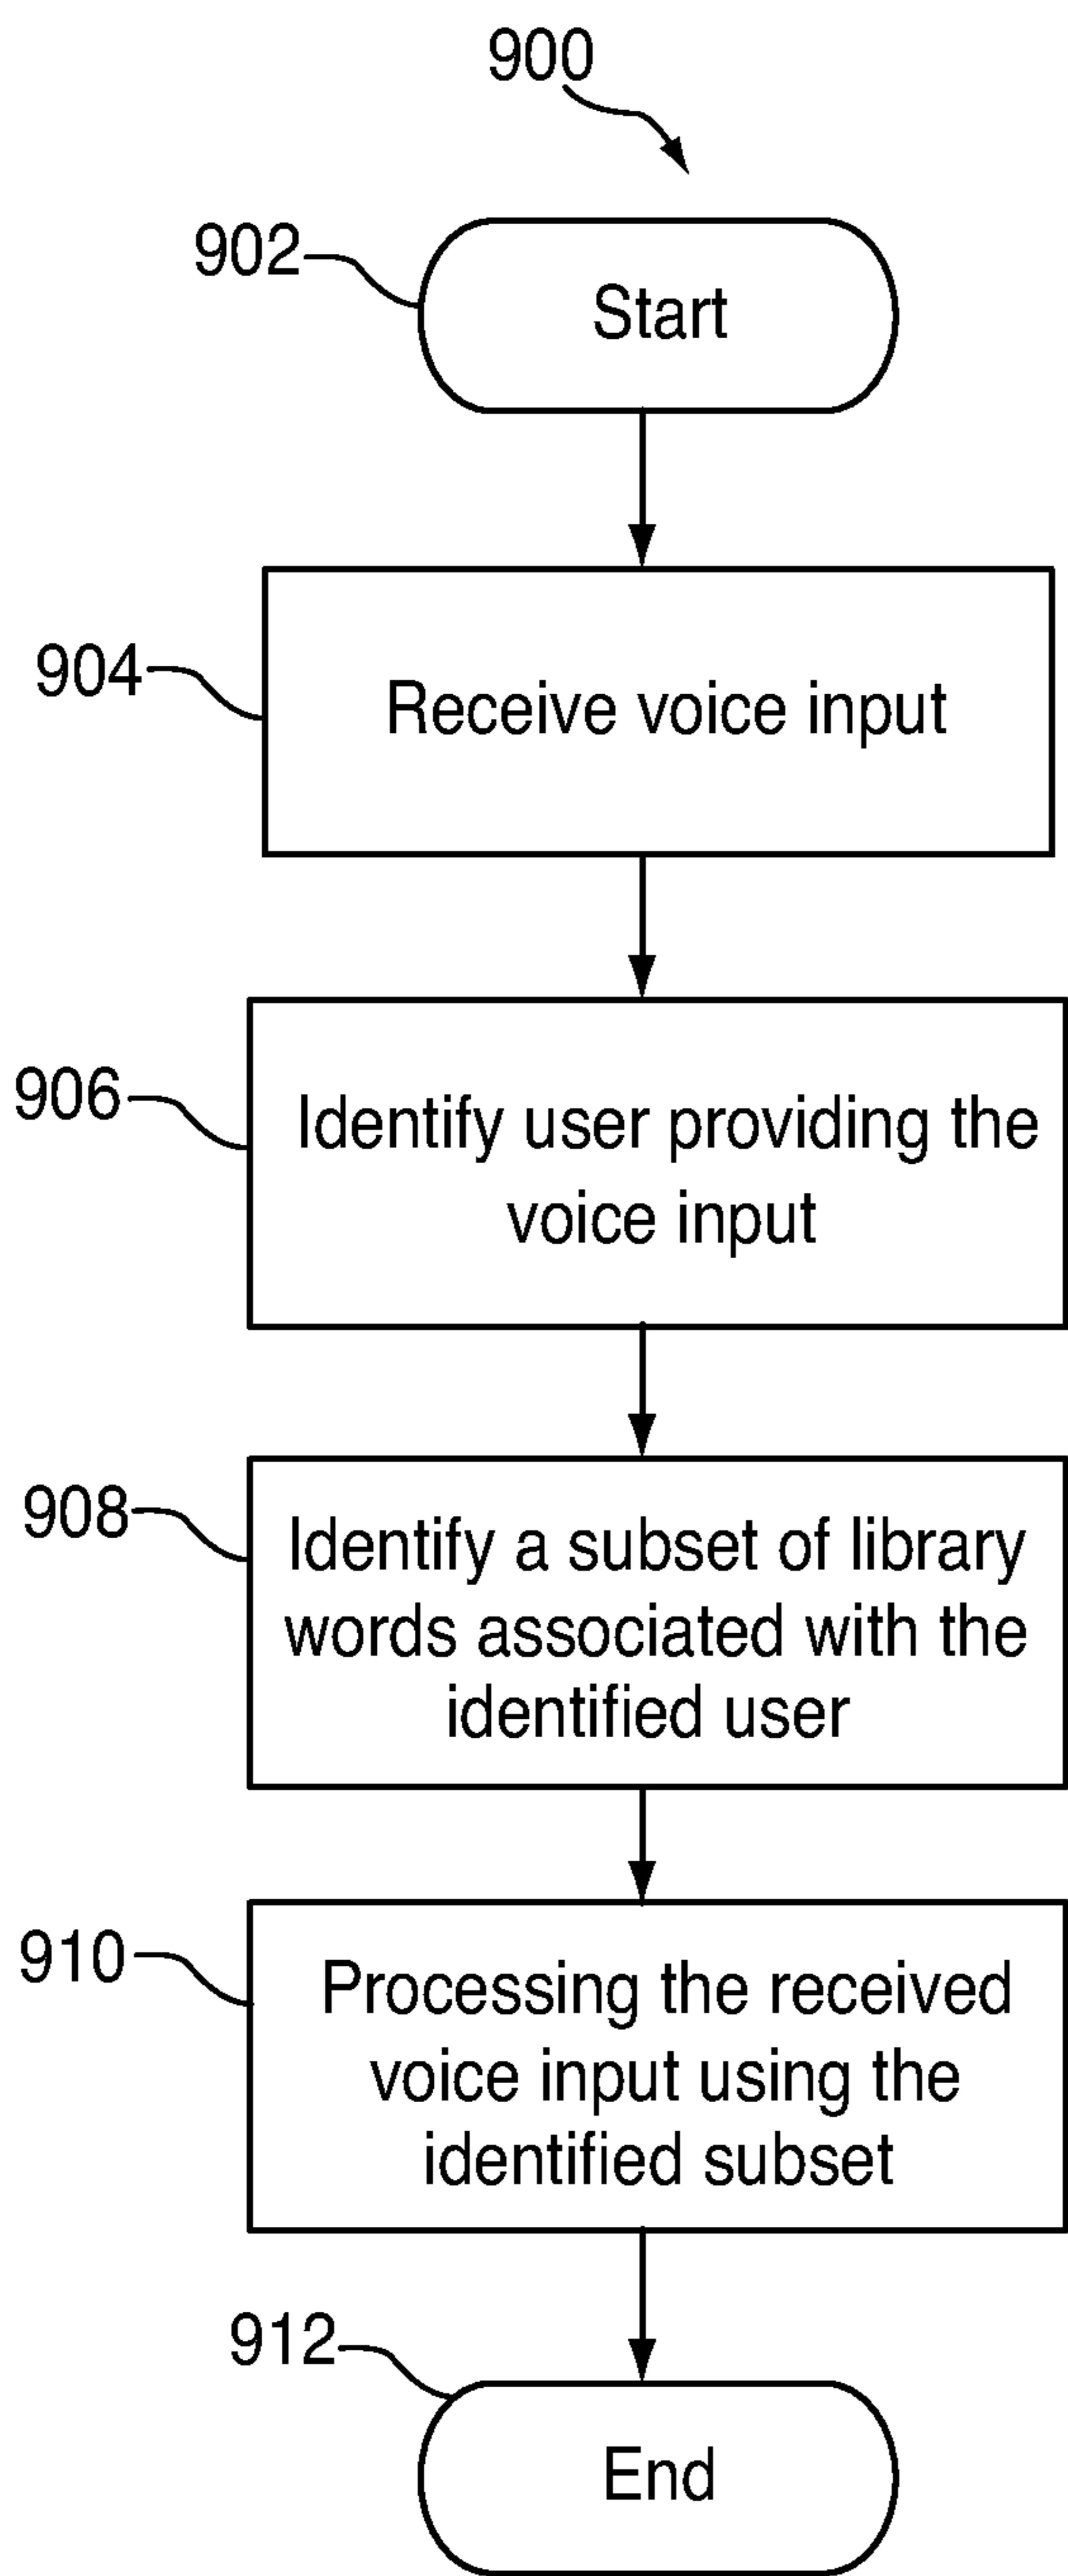 900
902
Start
904
Receive voice input
906
Identify user providing the
voice input
908
Identify a subset of library
words associated with the
identified user
910
Processing the received
voice input using the
identified subset
912
End